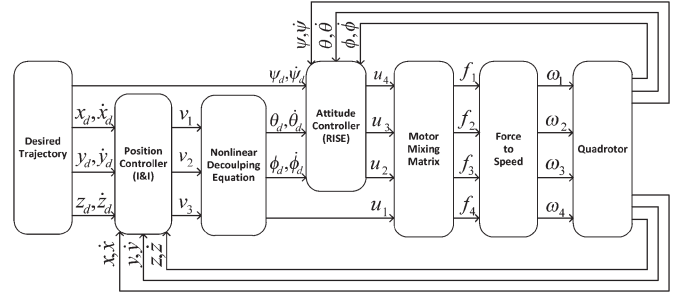 ψ,ψ̇
θ,θ̇
ϕ,ϕ̇
ψ_d,ψ̇_d
u_4
f_1
ω_1
x_d,ẋ_d
v_1
θ_d,θ̇_d
Attitude
Controller
(RISE)
u_3
f_2
ω_2
Desired
Trajectory
Position
Controller
(I&I)
Nonlinear
Decoulping
Equation
Motor
Mixing
Matrix
Force
to
Speed
Quadrotor
y_d,ẏ_d
v_2
ϕ_d,ϕ̇_d
u_2
f_3
ω_3
z_d,ż_d
v_3
u_1
f_4
ω_4
x,ẋ
y,ẏ
z,ż